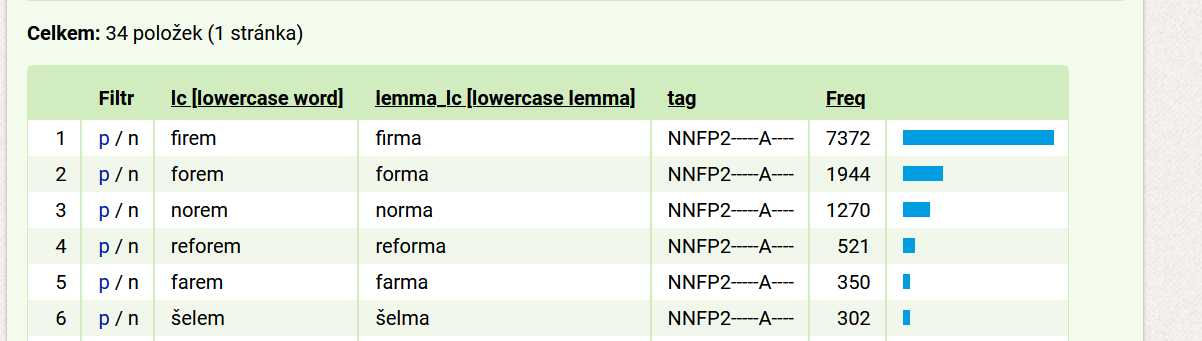 Celkem: 34 položek (1 stránka)
Filtr lc [lowercase word] lemma_lc [lowercase lemma] tag Freq
1 p / n firem firma NNFP2-----A---- 7372
2 p / n forem forma NNFP2-----A---- 1944
3 p / n norem norma NNFP2-----A---- 1270
4 p / n reforem reforma NNFP2-----A---- 521
5 p / n farem farma NNFP2-----A---- 350
6 p / n šelem šelma NNFP2-----A---- 302